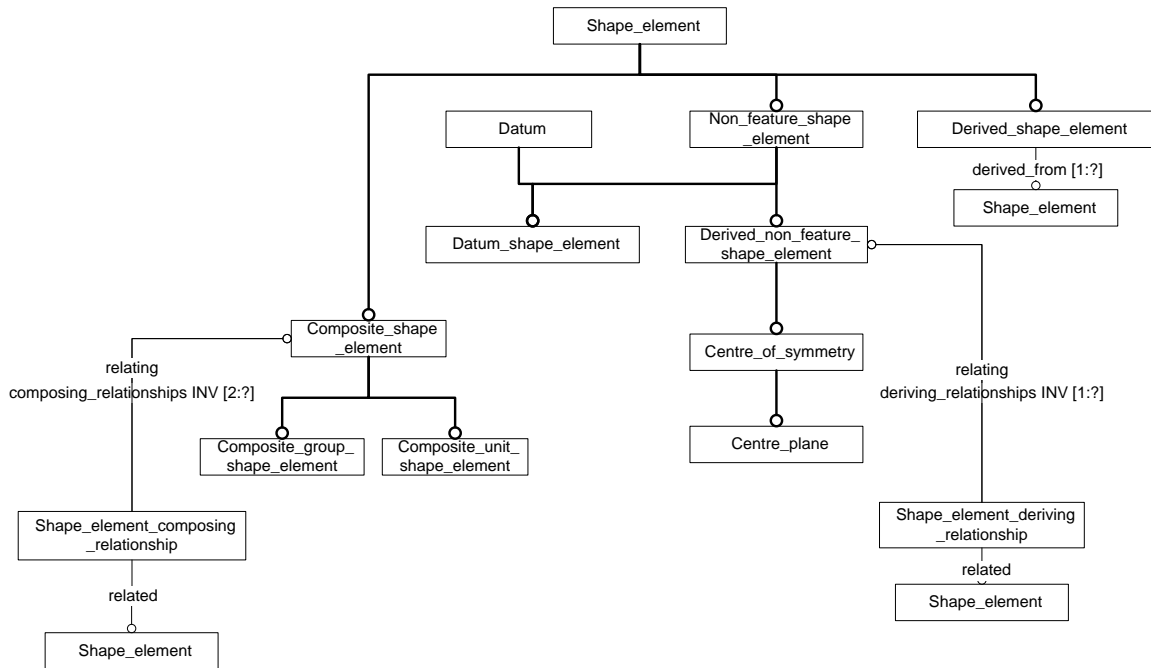 Shape_element
Datum
Non_feature_shape
_element
Derived_shape_element
derived_from [1:?]
Shape_element
Datum_shape_element
Derived_non_feature_
shape_element
Composite_shape
_element
Centre_of_symmetry
relating
composing_relationships INV [2:?]
relating
deriving_relationships INV [1:?]
Composite_group_
shape_element
Composite_unit_
shape_element
Centre_plane
Shape_element_composing
_relationship
Shape_element_deriving
_relationship
related
Shape_element
related
Shape_element